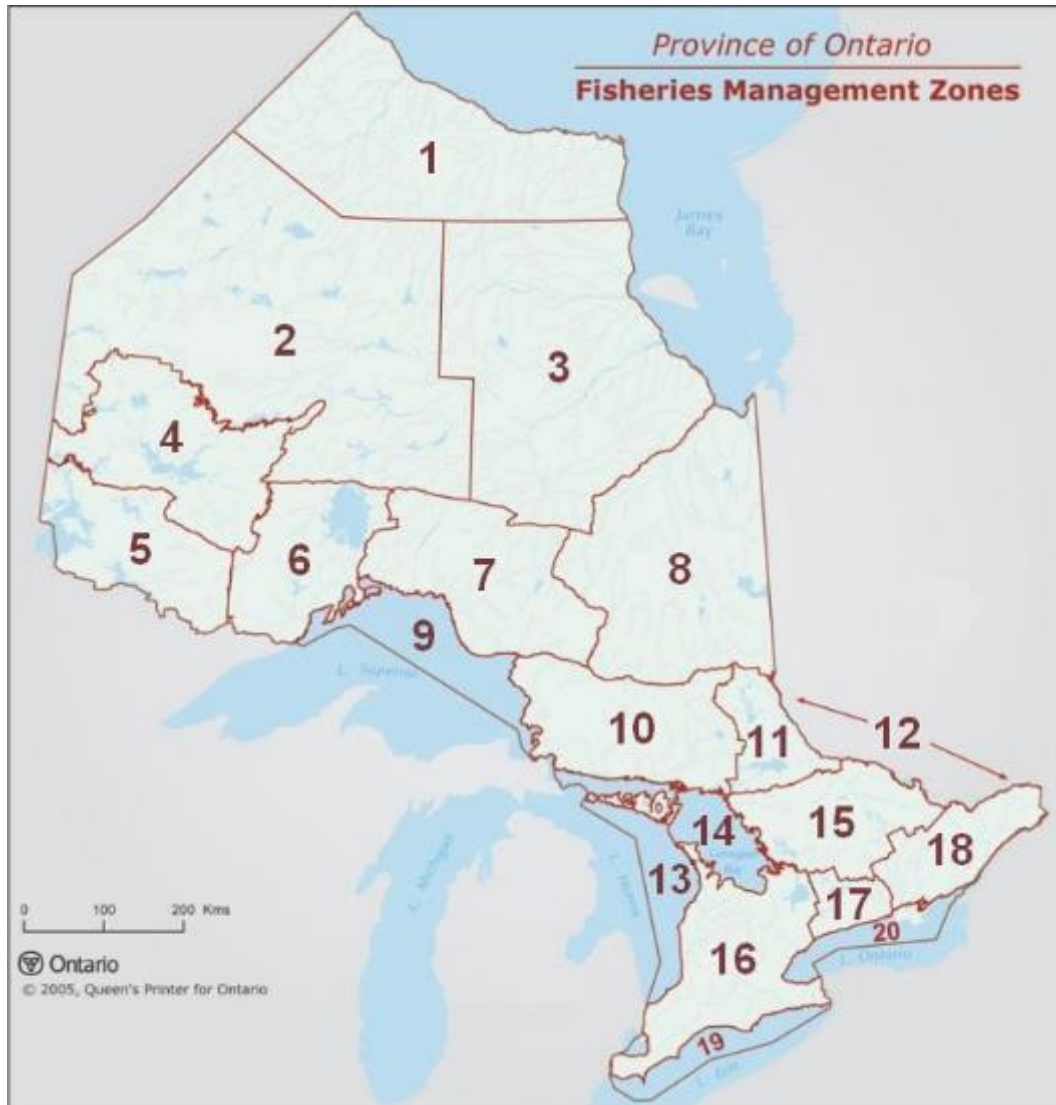 Province of Ontario
Fisheries Management Zones
1
James
Bay
2
3
4
5
6
7
8
9
L. Superior
10
11
12
14
15
18
13
L. Michigan
L. Huron
17
20
16
L. Ontario
19
L. Erie
0 100 200 Kms
Ontario
© 2005, Queen's Printer for Ontario